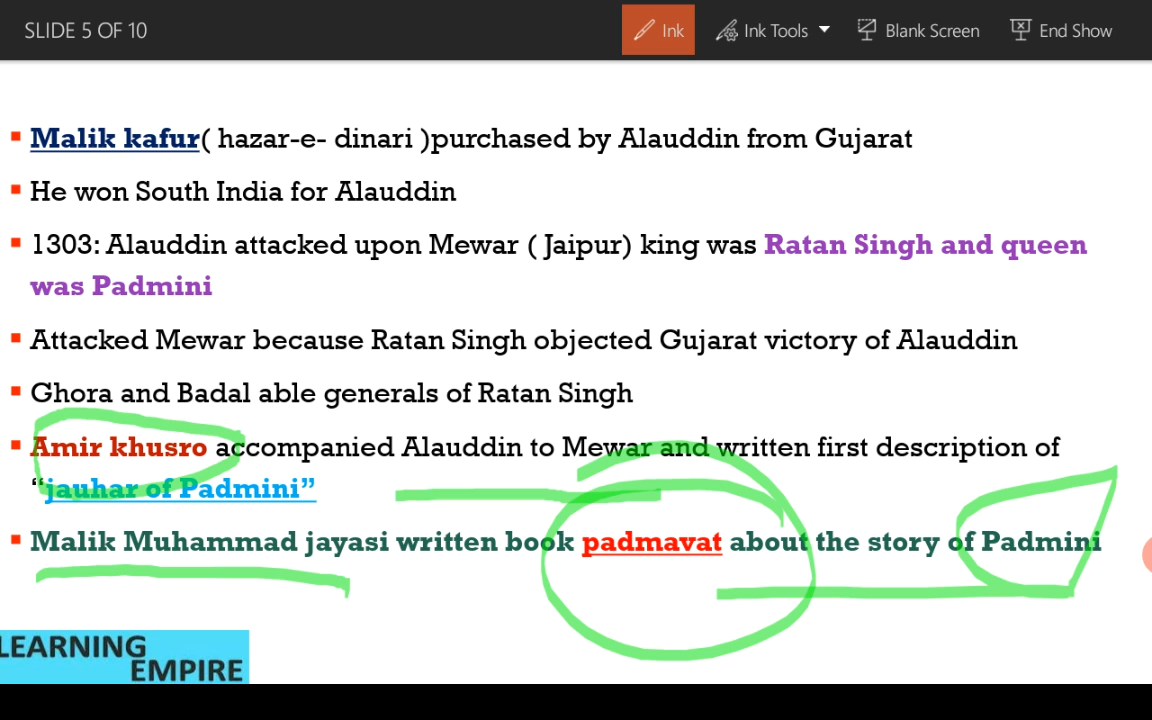 SLIDE 5 OF 10 Ink Ink Tools Blank Screen End Show
Malik kafur( hazar-e- dinari )purchased by Alauddin from Gujarat
He won South India for Alauddin
1303: Alauddin attacked upon Mewar ( Jaipur) king was Ratan Singh and queen
was Padmini
Attacked Mewar because Ratan Singh objected Gujarat victory of Alauddin
Ghora and Badal able generals of Ratan Singh
Amir khusro accompanied Alauddin to Mewar and written first description of
“jauhar of Padmini”
Malik Muhammad jayasi written book padmavat about the story of Padmini
LEARNING
EMPIRE